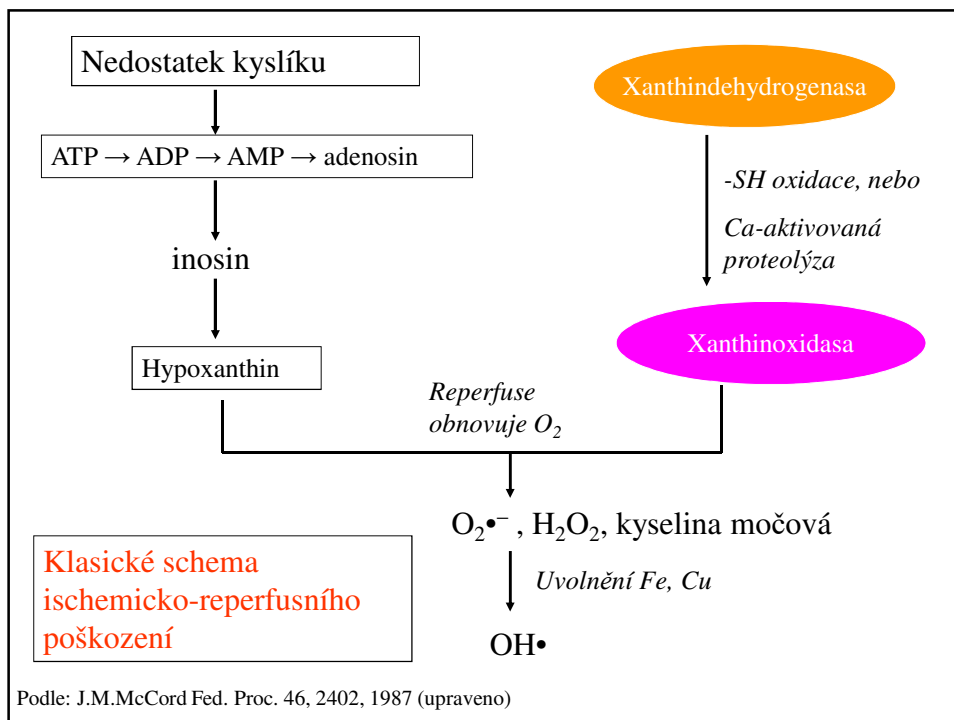 Nedostatek kyslíku
ATP → ADP → AMP → adenosin
inosin
Hypoxanthin
Xanthindehydrogenasa
-SH oxidace, nebo
Ca-aktivovaná
proteolýza
Xanthinoxidasa
Reperfuse
obnovuje O₂
O₂•⁻ , H₂O₂, kyselina močová
Uvolnění Fe, Cu
OH•
Klasické schema
ischemicko-reperfusního
poškození
Podle: J.M.McCord Fed. Proc. 46, 2402, 1987 (upraveno)